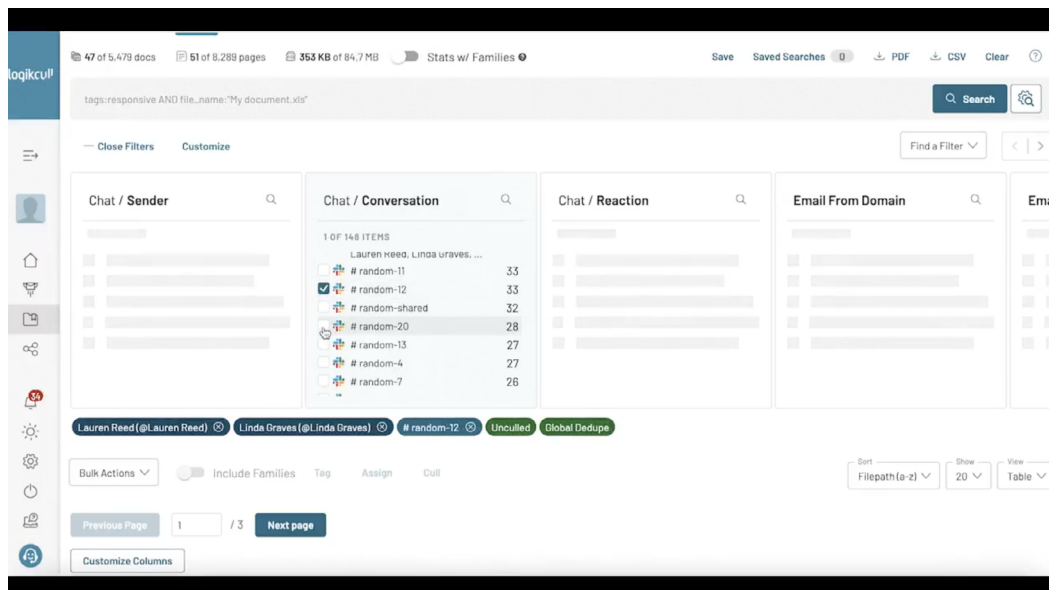 47 of 5,479 docs
51 of 8,289 pages
353 KB of 84.7 MB
Stats w/ Families
Save
Saved Searches 0
PDF
CSV
Clear
logikcull
tags:responsive AND file_name:"My document.xls"
Search
Close Filters
Customize
Find a Filter
Chat / Sender
Chat / Conversation
Chat / Reaction
Email From Domain
Ema
1 OF 148 ITEMS
Lauren Reed, Linda Graves, ...
# random-11 33
# random-12 33
# random-shared 32
# random-20 28
# random-13 27
# random-4 27
# random-7 26
34
Lauren Reed (@Lauren Reed)
Linda Graves (@Linda Graves)
# random-12
Unculled
Global Dedupe
Bulk Actions
Include Families
Tag
Assign
Cull
Sort
Filepath (a-z)
Show
20
View
Table
Previous Page
1
/ 3
Next page
Customize Columns